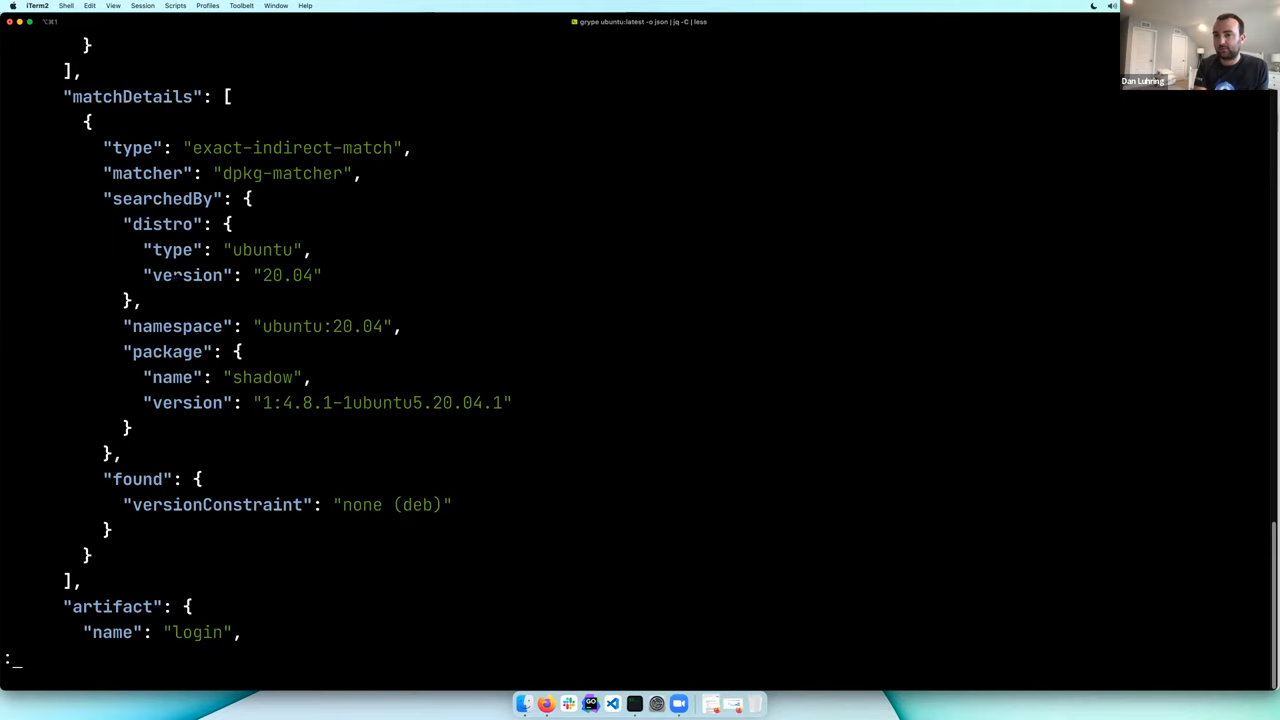 iTerm2 Shell Edit View Session Scripts Profiles Toolbelt Window Help
⌥⌘1 grype ubuntu:latest -o json | jq -C | less
Dan Luhring
}
],
"matchDetails": [
{
"type": "exact-indirect-match",
"matcher": "dpkg-matcher",
"searchedBy": {
"distro": {
"type": "ubuntu",
"version": "20.04"
},
"namespace": "ubuntu:20.04",
"package": {
"name": "shadow",
"version": "1:4.8.1-1ubuntu5.20.04.1"
}
},
"found": {
"versionConstraint": "none (deb)"
}
}
],
"artifact": {
"name": "login",
:_
GO